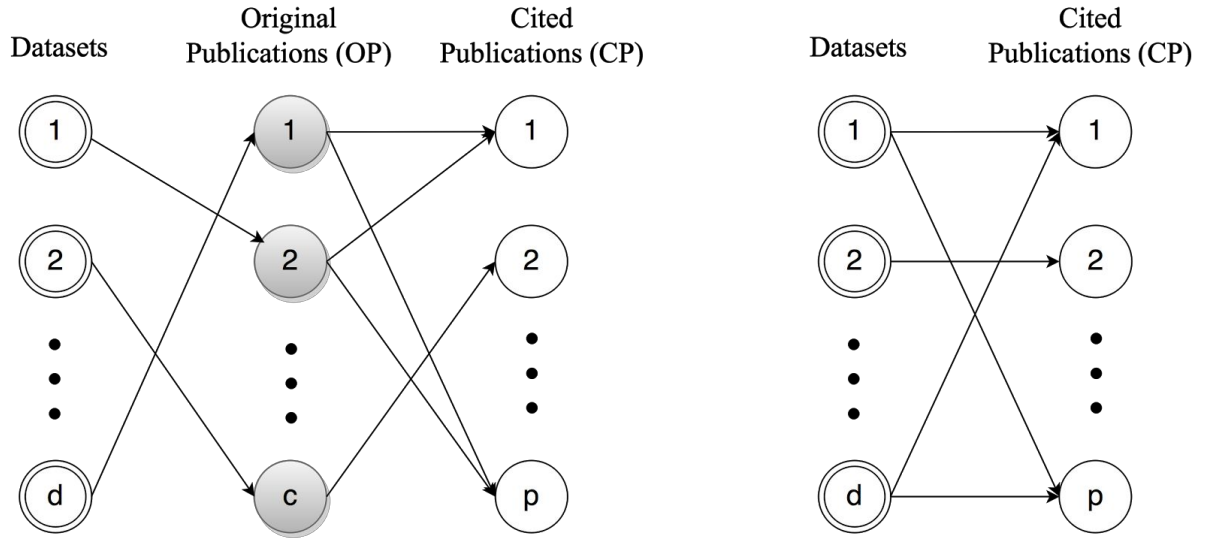 Datasets
Original
Publications (OP)
Cited
Publications (CP)
1
1
1
2
2
2
d
c
p
Datasets
Cited
Publications (CP)
1
1
2
2
d
p